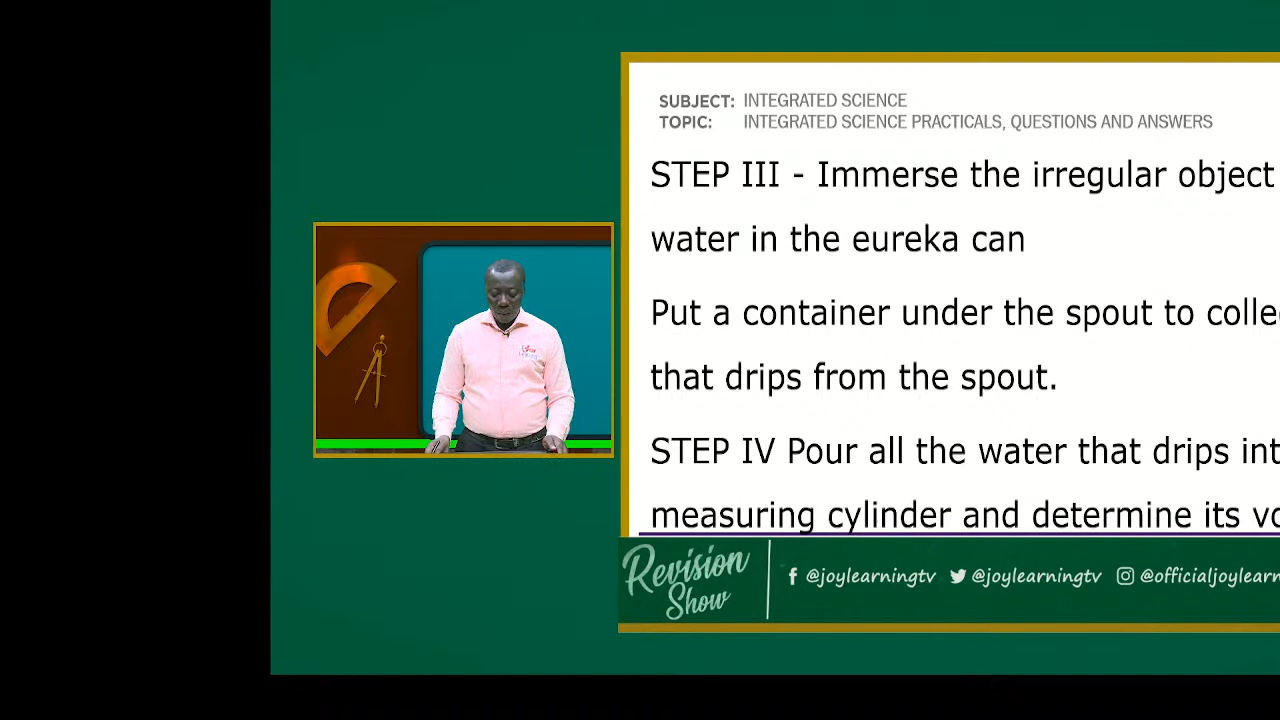 SUBJECT: INTEGRATED SCIENCE
TOPIC: INTEGRATED SCIENCE PRACTICALS, QUESTIONS AND ANSWERS
STEP III - Immerse the irregular object
water in the eureka can
Put a container under the spout to colle
that drips from the spout.
STEP IV Pour all the water that drips int
measuring cylinder and determine its vo
Revision
Show
@joylearningtv @joylearningtv @officialjoylearn